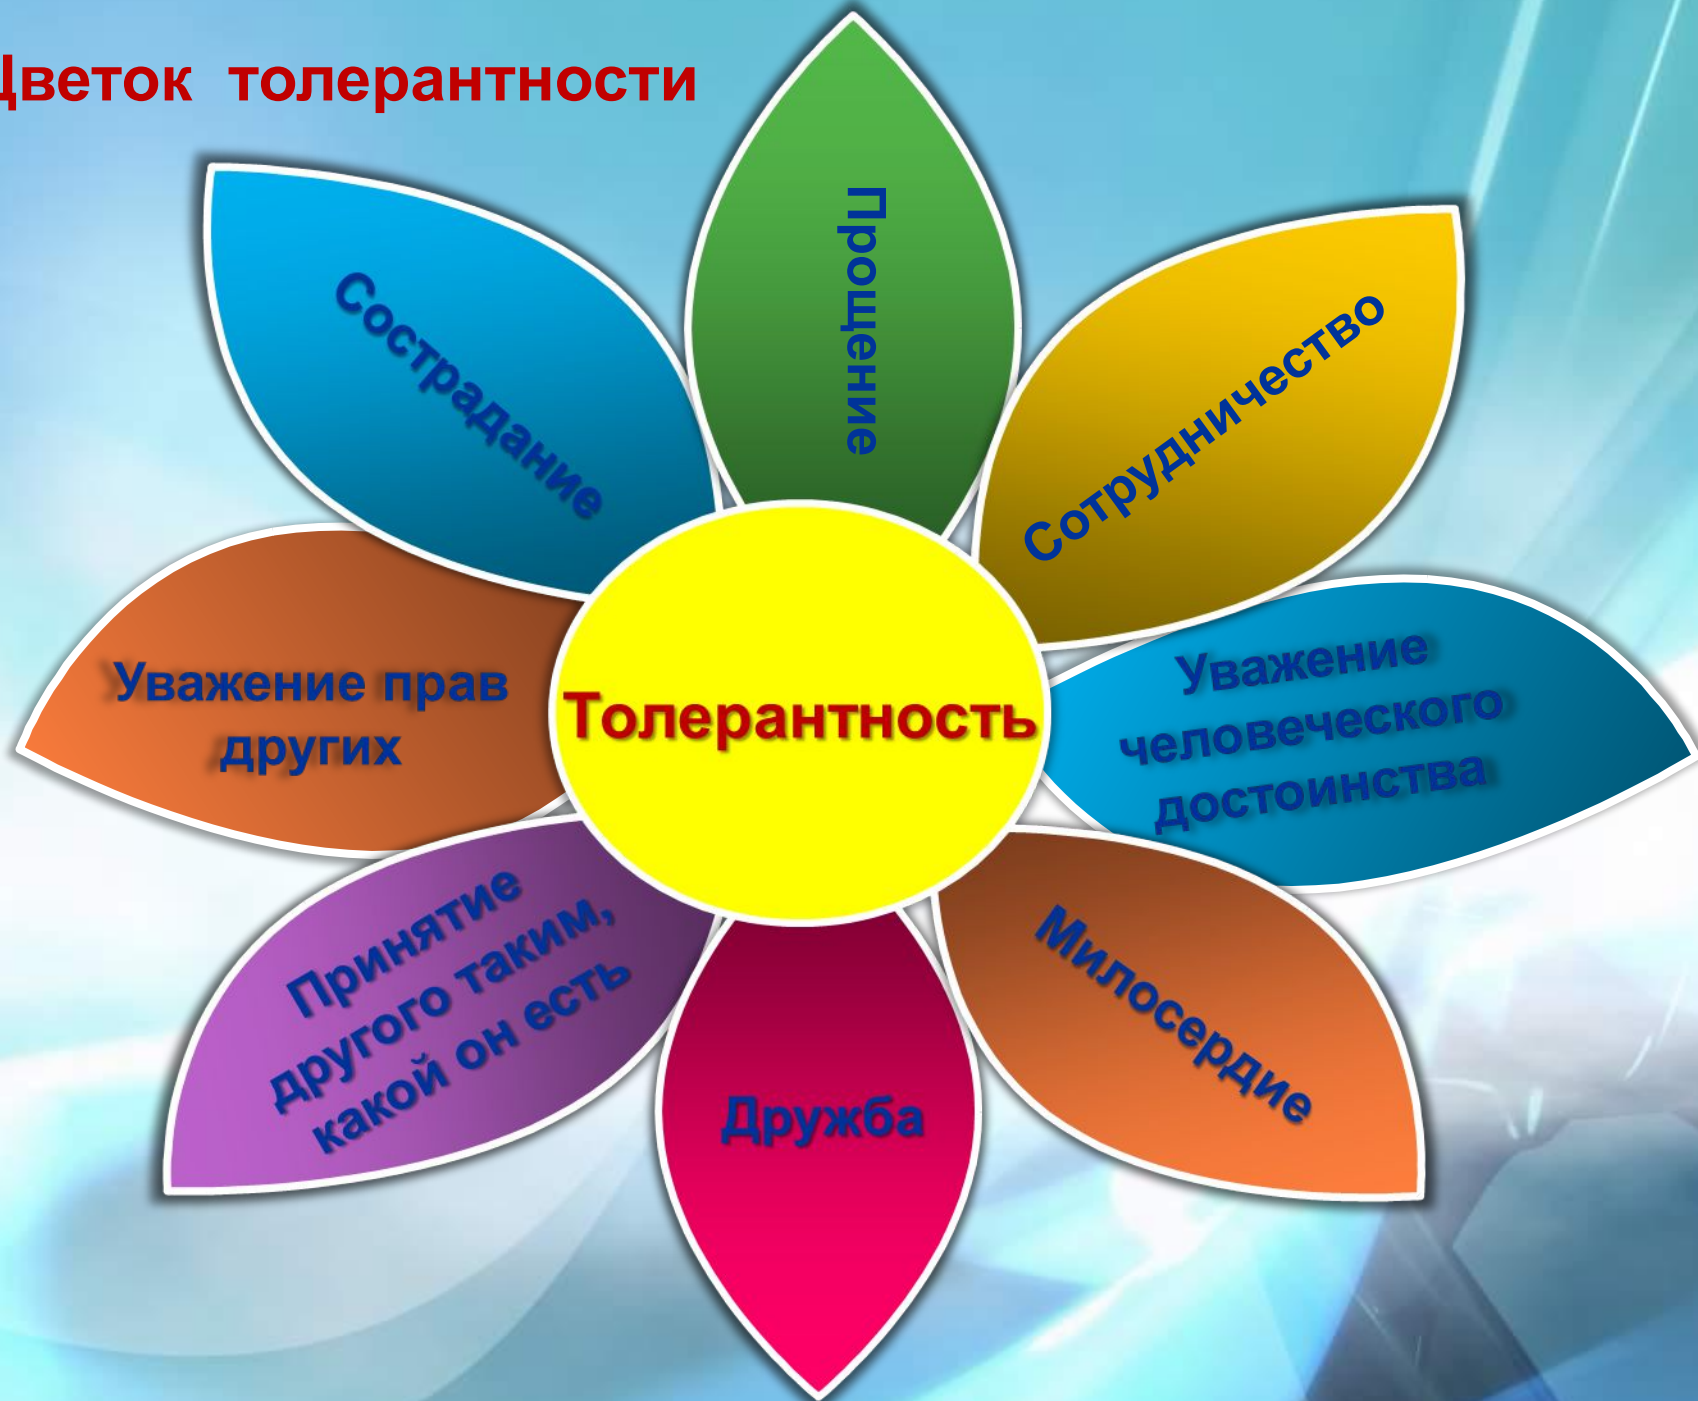 Цветок толерантности
Прощение
Сострадание
Сотрудничество
Уважение прав
других
Толерантность
Уважение
человеческого
достоинства
Принятие
другого таким,
какой он есть
Милосердие
Дружба